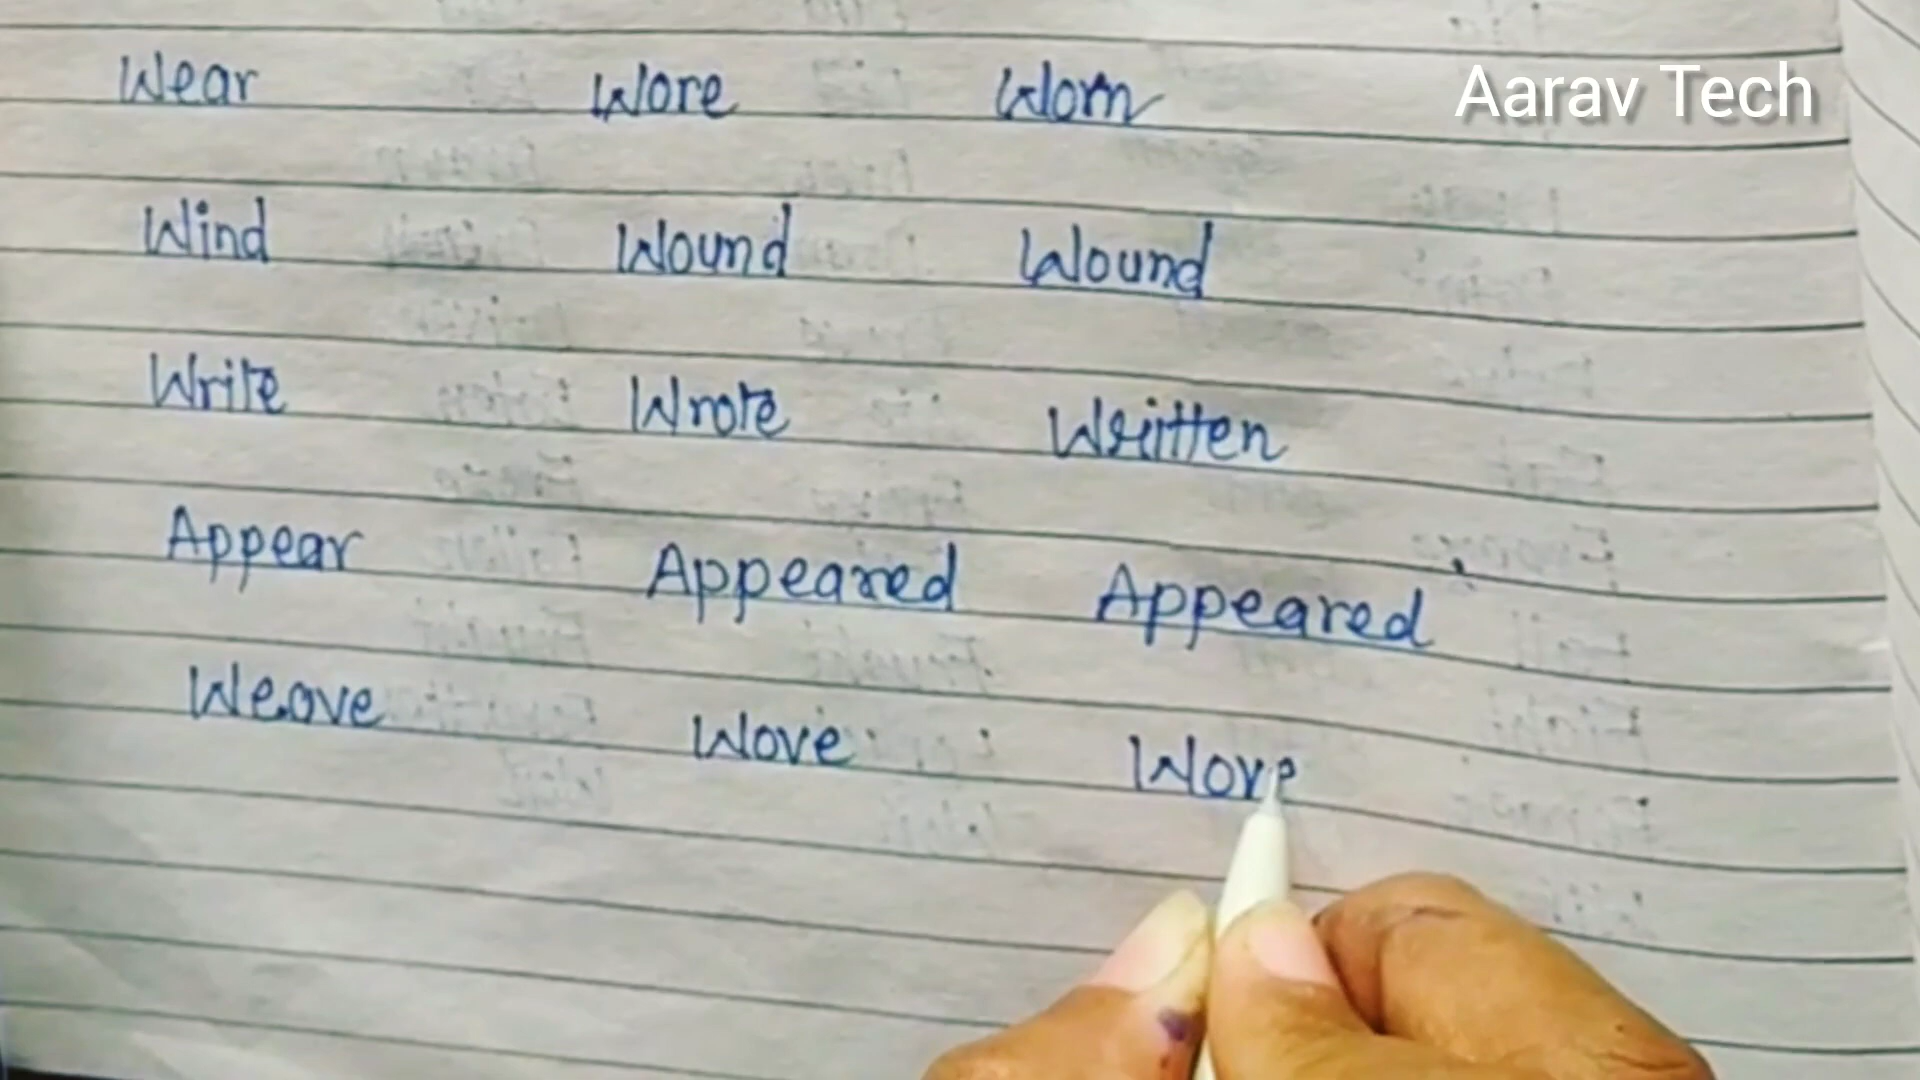 Wear Wore Worn Aarav Tech
Wind Wound Wound
Write Wrote Written
Appear Appeared Appeared
Weave Wove Wove